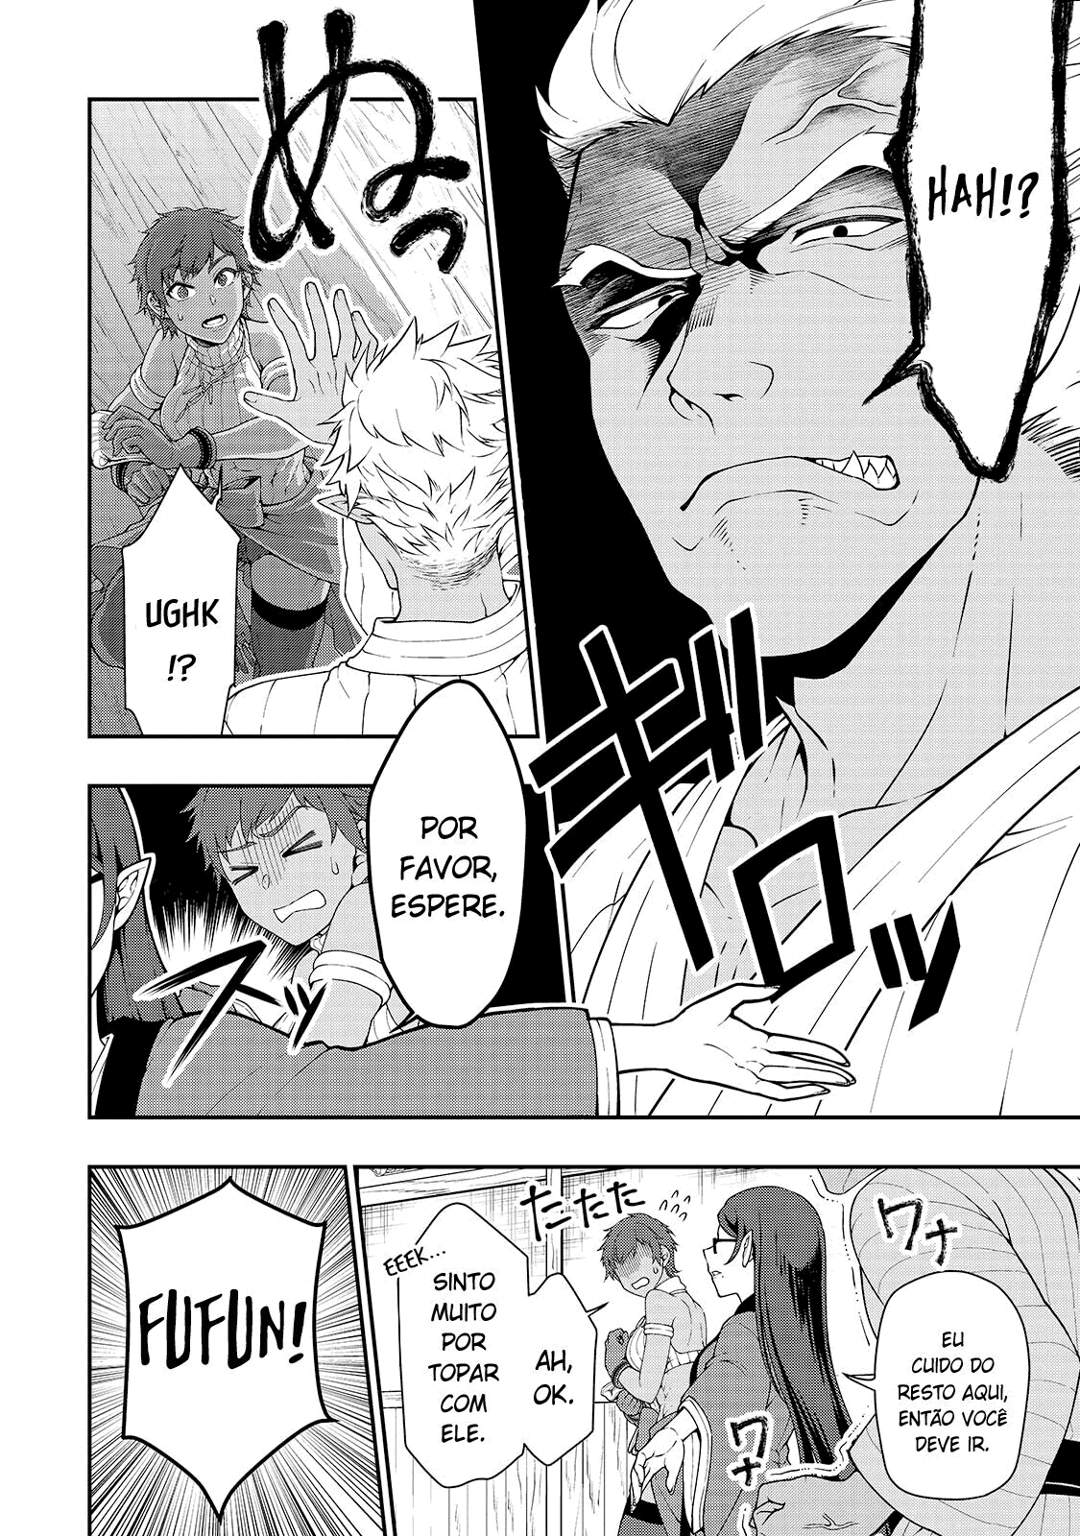 HAH!?
ぬっ
UGHK
!?
ギロッ
POR
FAVOR,
ESPERE.
スッ
ワナ
EU
CUIDO DO
RESTO AQUI,
ENTÃO VOCÊ
DEVE IR.
ワナ
たたた
AH,
OK.
EEEK...
SINTO
MUITO
POR
TOPAR
COM
ELE.
FUFUN!